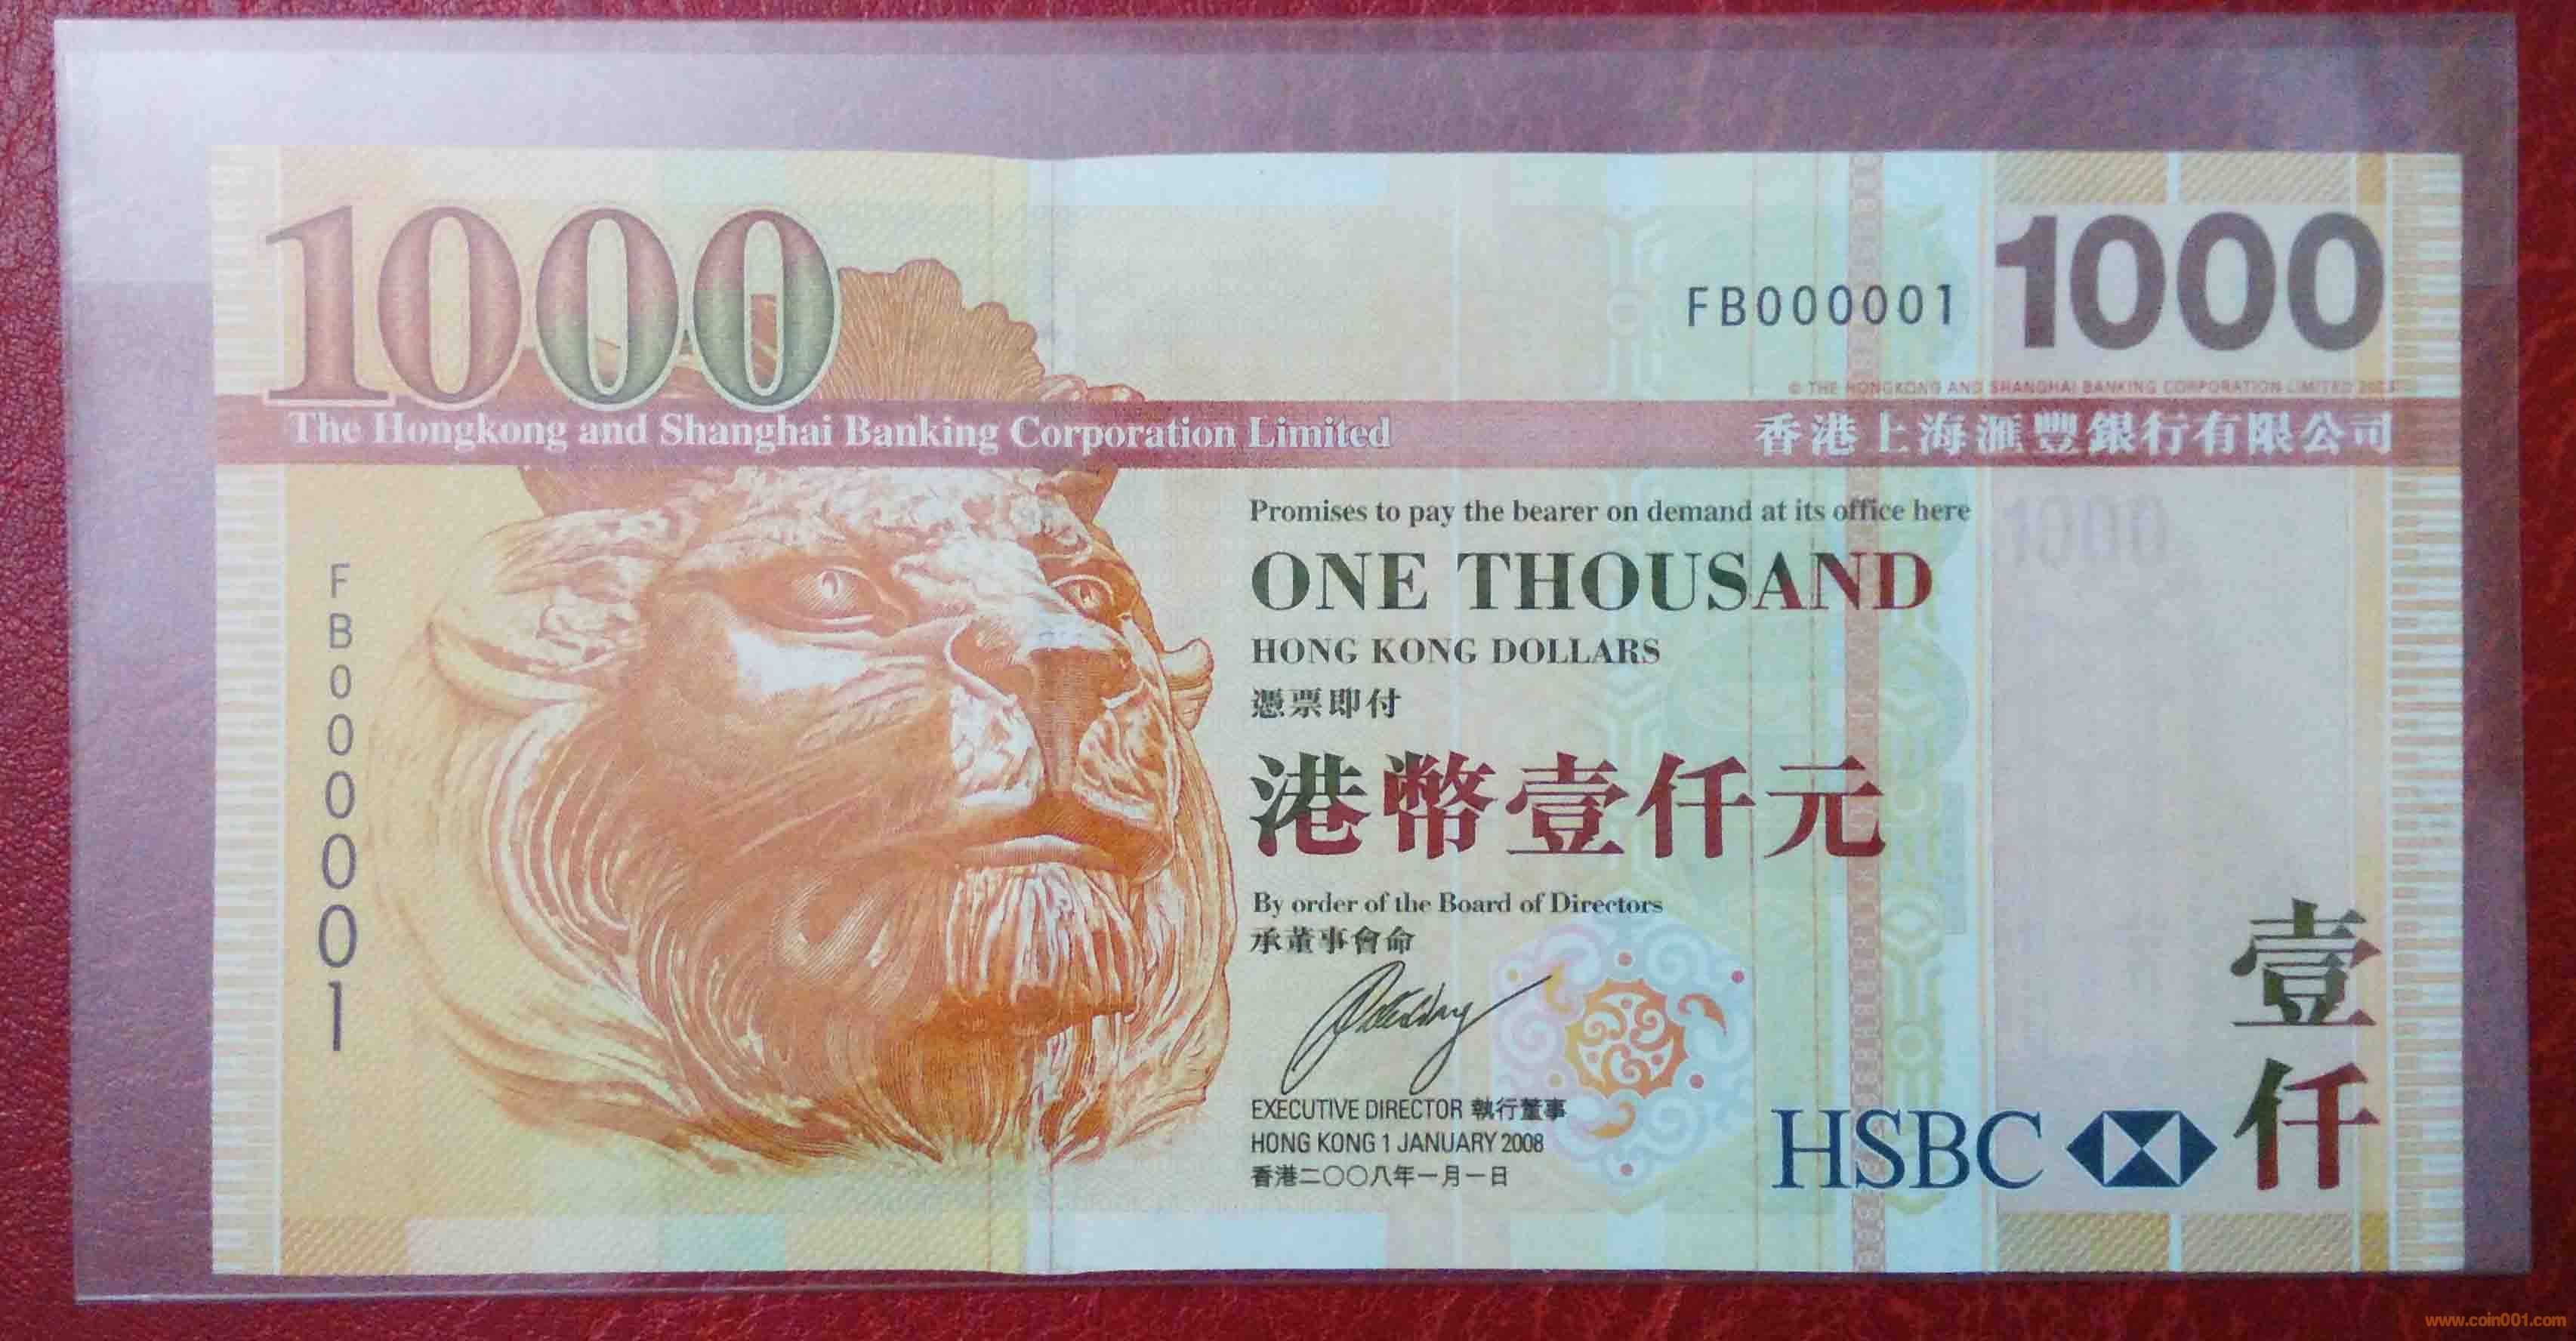 1000
FB000001
1000
© THE HONGKONG AND SHANGHAI BANKING CORPORATION LIMITED
The Hongkong and Shanghai Banking Corporation Limited
香港上海滙豐銀行有限公司
Promises to pay the bearer on demand at its office here
1000
ONE THOUSAND
HONG KONG DOLLARS
憑票即付
港幣壹仟元
FB000001
By order of the Board of Directors
承董事會命
EXECUTIVE DIRECTOR 執行董事
HONG KONG 1 JANUARY 2008
香港二〇〇八年一月一日
HSBC
壹仟
www.coin001.com